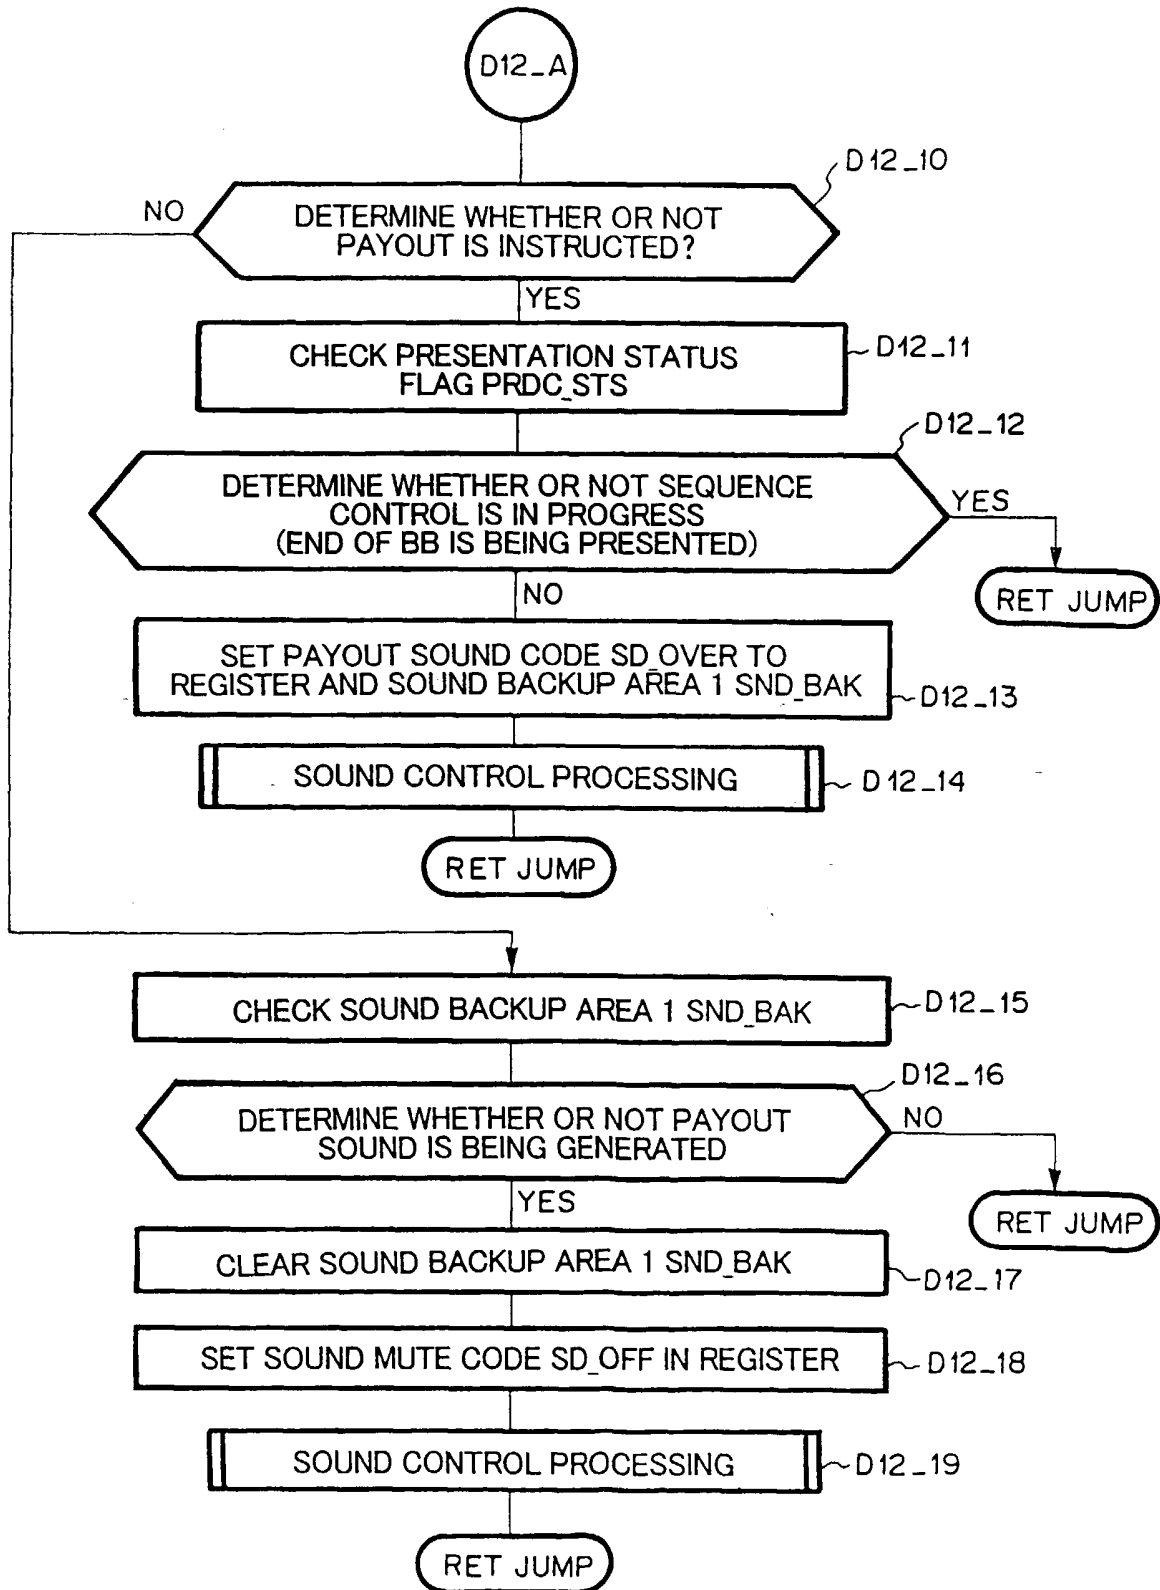 D12_A
D12_10
NO
DETERMINE WHETHER OR NOT
PAYOUT IS INSTRUCTED?
YES
CHECK PRESENTATION STATUS
FLAG PRDC_STS
D12_11
D12_12
DETERMINE WHETHER OR NOT SEQUENCE
CONTROL IS IN PROGRESS
(END OF BB IS BEING PRESENTED)
YES
RET JUMP
NO
SET PAYOUT SOUND CODE SD_OVER TO
REGISTER AND SOUND BACKUP AREA 1 SND_BAK
D12_13
SOUND CONTROL PROCESSING
D12_14
RET JUMP
CHECK SOUND BACKUP AREA 1 SND_BAK
D12_15
D12_16
DETERMINE WHETHER OR NOT PAYOUT
SOUND IS BEING GENERATED
NO
RET JUMP
YES
CLEAR SOUND BACKUP AREA 1 SND_BAK
D12_17
SET SOUND MUTE CODE SD_OFF IN REGISTER
D12_18
SOUND CONTROL PROCESSING
D12_19
RET JUMP